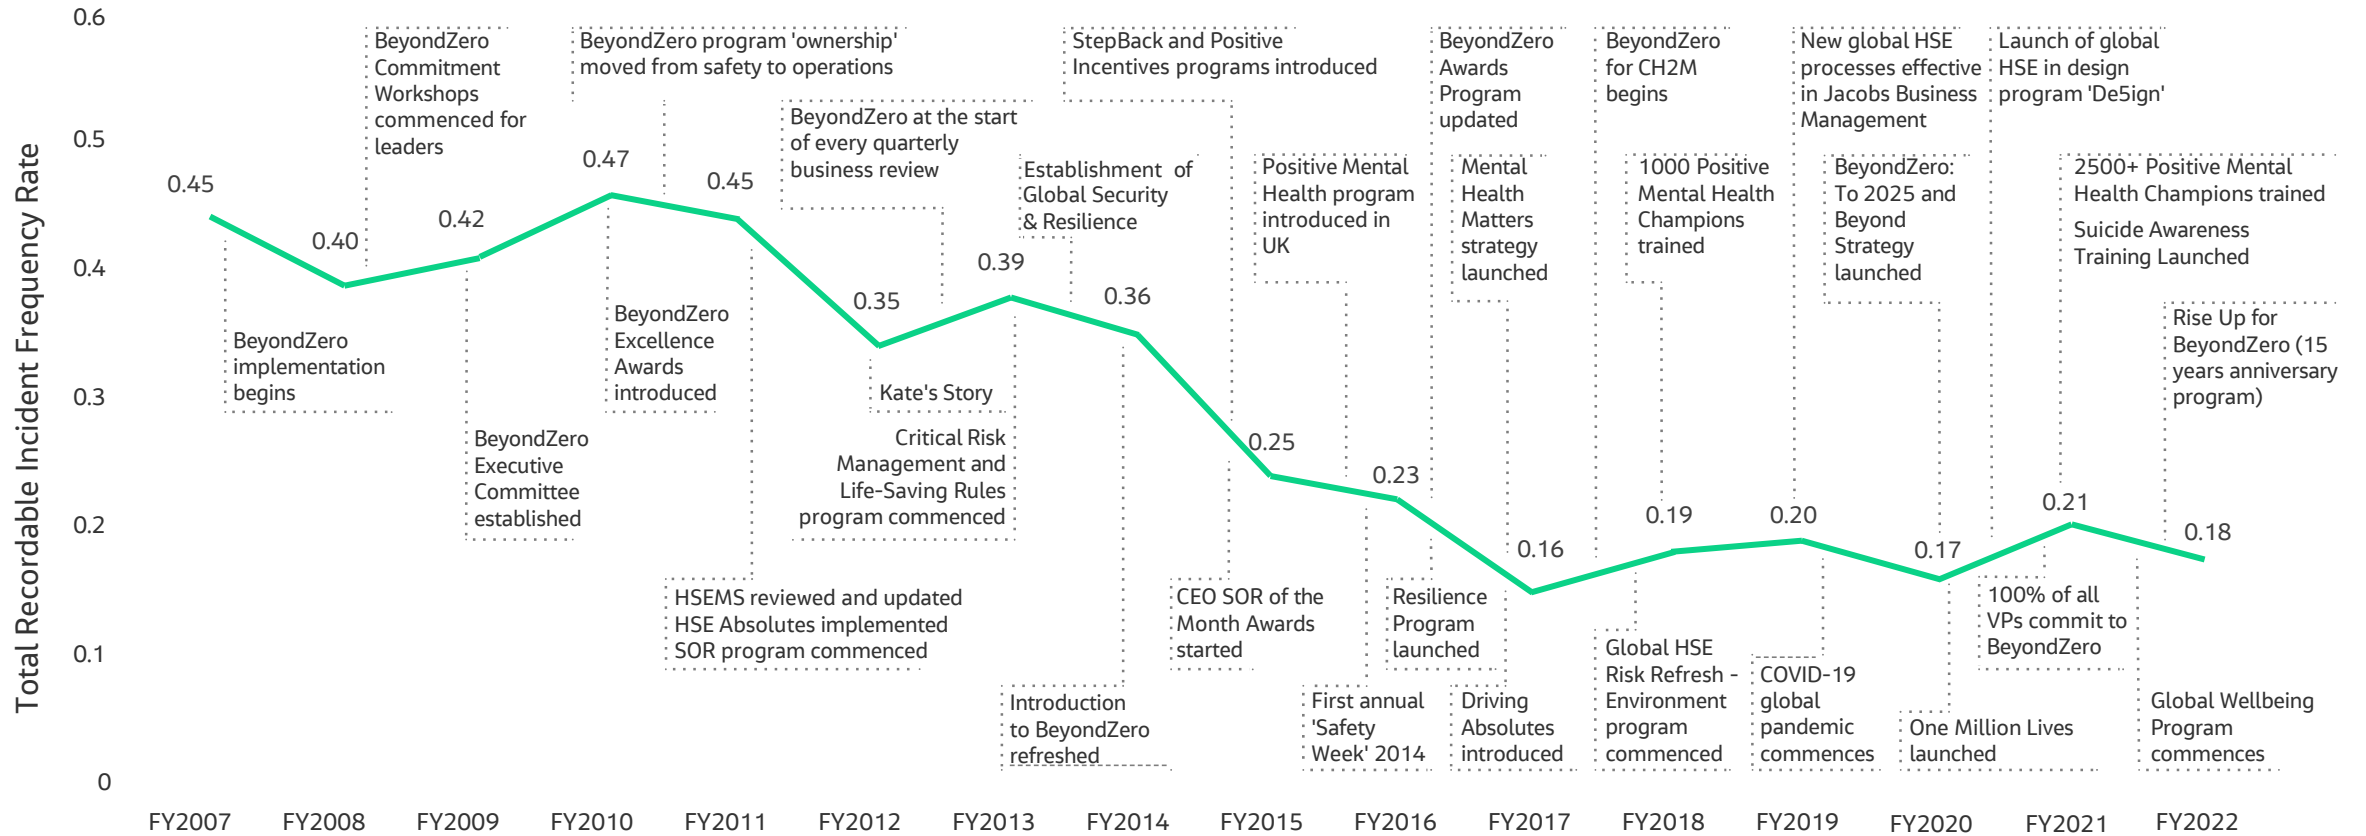 Total Recordable Incident Frequency Rate
0.6
0.5
0.4
0.3
0.2
0.1
0
BeyondZero
Commitment
Workshops
commenced for
leaders
BeyondZero program 'ownership'
moved from safety to operations
BeyondZero at the start
of every quarterly
business review
StepBack and Positive
Incentives programs introduced
Establishment of
Global Security
& Resilience
Positive Mental
Health program
introduced in
UK
BeyondZero
Awards
Program
updated
Mental
Health
Matters
strategy
launched
BeyondZero
for CH2M
begins
1000 Positive
Mental Health
Champions
trained
New global HSE
processes effective
in Jacobs Business
Management
BeyondZero:
To 2025 and
Beyond
Strategy
launched
Launch of global
HSE in design
program 'De5ign'
2500+ Positive Mental
Health Champions trained
Suicide Awareness
Training Launched
Rise Up for
BeyondZero (15
years anniversary
program)
0.45
0.40
0.42
0.47
0.45
0.35
0.39
0.36
0.25
0.23
0.16
0.19
0.20
0.17
0.21
0.18
BeyondZero
implementation
begins
BeyondZero
Executive
Committee
established
BeyondZero
Excellence
Awards
introduced
HSEMS reviewed and updated
HSE Absolutes implemented
SOR program commenced
Kate's Story
Critical Risk
Management and
Life-Saving Rules
program commenced
Introduction
to BeyondZero
refreshed
CEO SOR of the
Month Awards
started
First annual
'Safety
Week' 2014
Resilience
Program
launched
Driving
Absolutes
introduced
Global HSE
Risk Refresh -
Environment
program
commenced
COVID-19
global
pandemic
commences
One Million Lives
launched
100% of all
VPs commit to
BeyondZero
Global Wellbeing
Program
commences
FY2007
FY2008
FY2009
FY2010
FY2011
FY2012
FY2013
FY2014
FY2015
FY2016
FY2017
FY2018
FY2019
FY2020
FY2021
FY2022